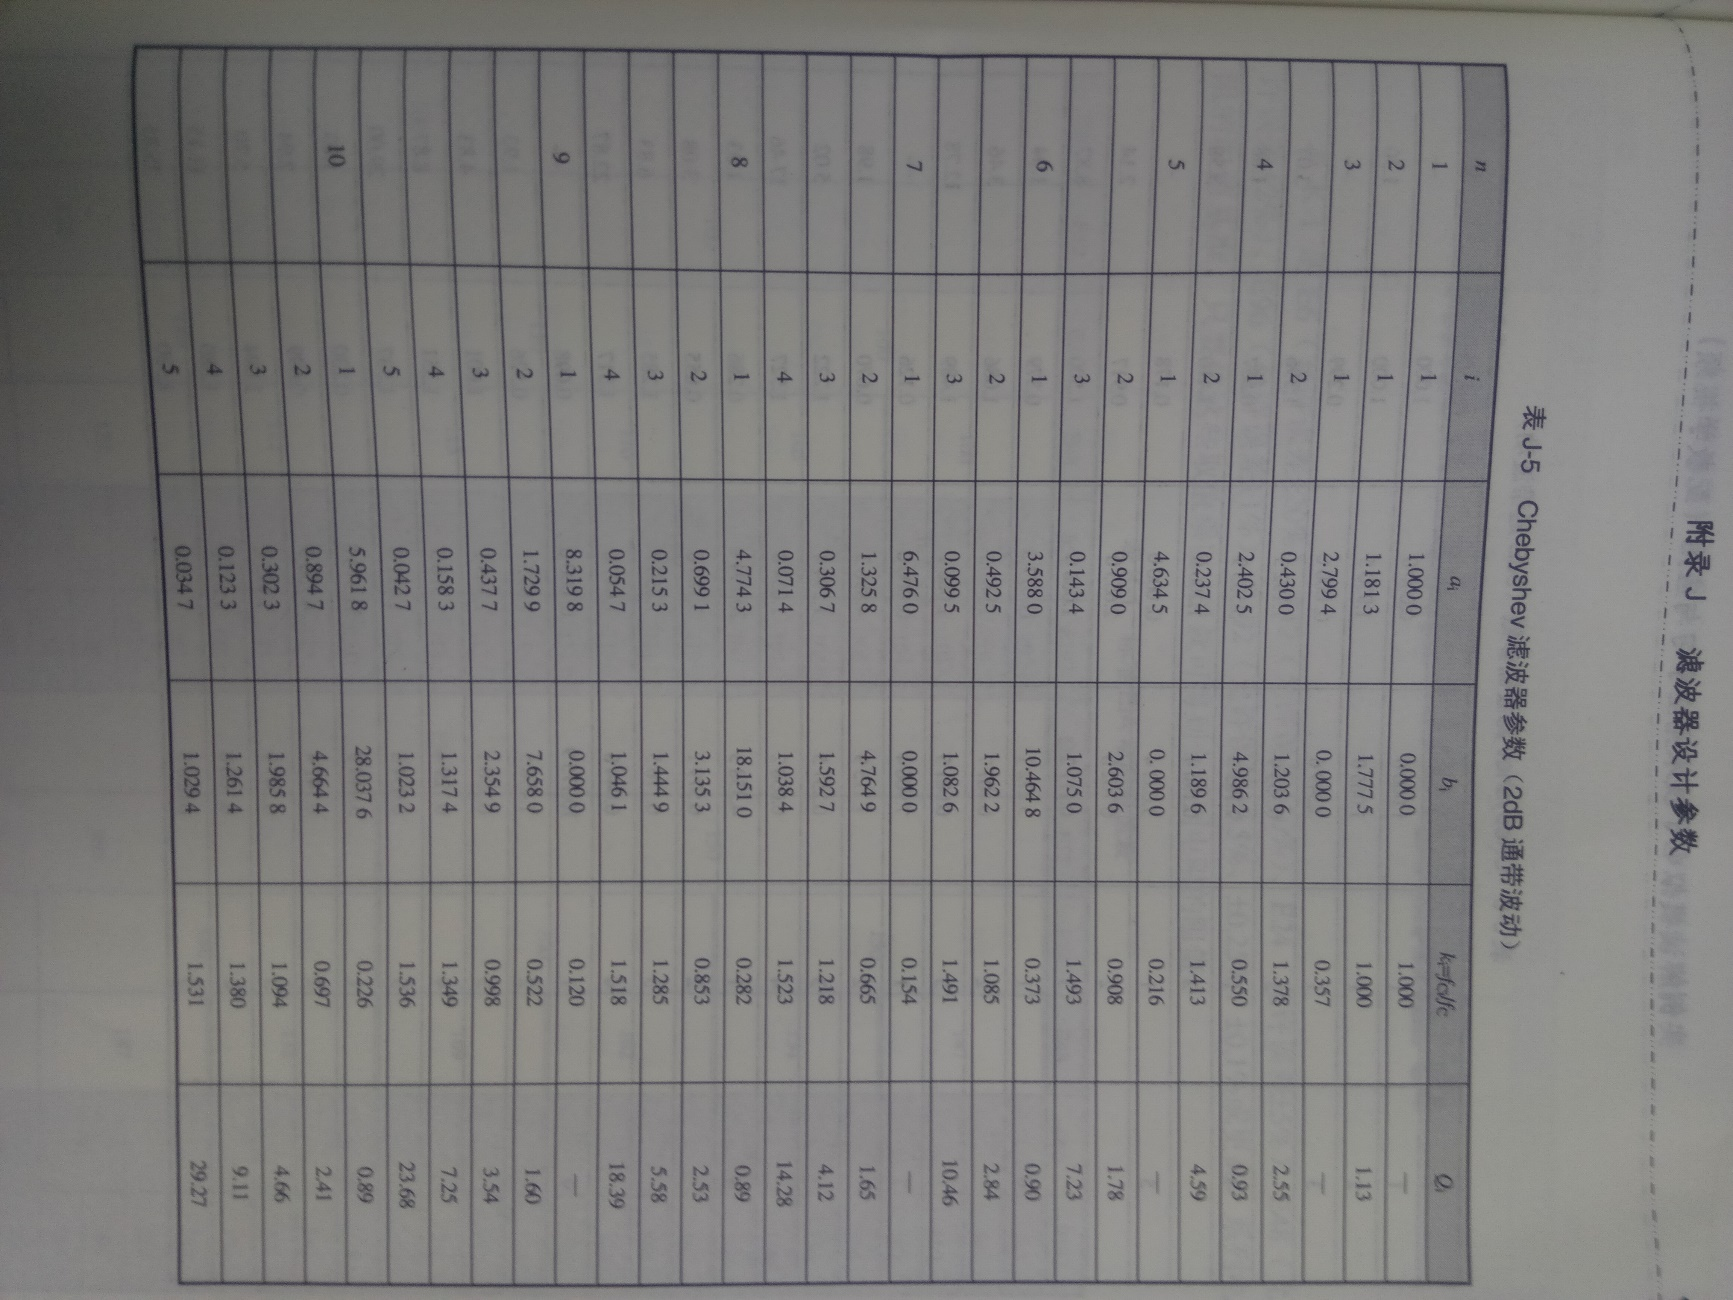 附录 J 滤波器设计参数
表 J-5 Chebyshev 滤波器参数（2dB 通带波动）
n i ai bi ki=fci/fc Qi
1 1 1.000 0 0.000 0 1.000 —
2 1 1.181 3 1.777 5 1.000 1.13
3 1 2.799 4 0.000 0 0.357 —
2 0.430 0 1.203 6 1.378 2.55
4 1 2.402 5 4.986 2 0.550 0.93
2 0.237 4 1.189 6 1.413 4.59
5 1 4.634 5 0.000 0 0.216 —
2 0.909 0 2.603 6 0.908 1.78
3 0.143 4 1.075 0 1.493 7.23
6 1 3.588 0 10.464 8 0.373 0.90
2 0.492 5 1.962 2 1.085 2.84
3 0.099 5 1.082 6 1.491 10.46
7 1 6.476 0 0.000 0 0.154 —
2 1.325 8 4.764 9 0.665 1.65
3 0.306 7 1.592 7 1.218 4.12
4 0.071 4 1.038 4 1.523 14.28
8 1 4.774 3 18.151 0 0.282 0.89
2 0.699 1 3.135 3 0.853 2.53
3 0.215 3 1.444 9 1.285 5.58
4 0.054 7 1.046 1 1.518 18.39
9 1 8.319 8 0.000 0 0.120 —
2 1.729 9 7.658 0 0.522 1.60
3 0.437 7 2.354 9 0.998 3.54
4 0.158 3 1.317 4 1.349 7.25
5 0.042 7 1.023 2 1.536 23.68
10 1 5.961 8 28.037 6 0.226 0.89
2 0.894 7 4.664 4 0.697 2.41
3 0.302 3 1.985 8 1.094 4.66
4 0.123 3 1.261 4 1.380 9.11
5 0.034 7 1.029 4 1.531 29.27